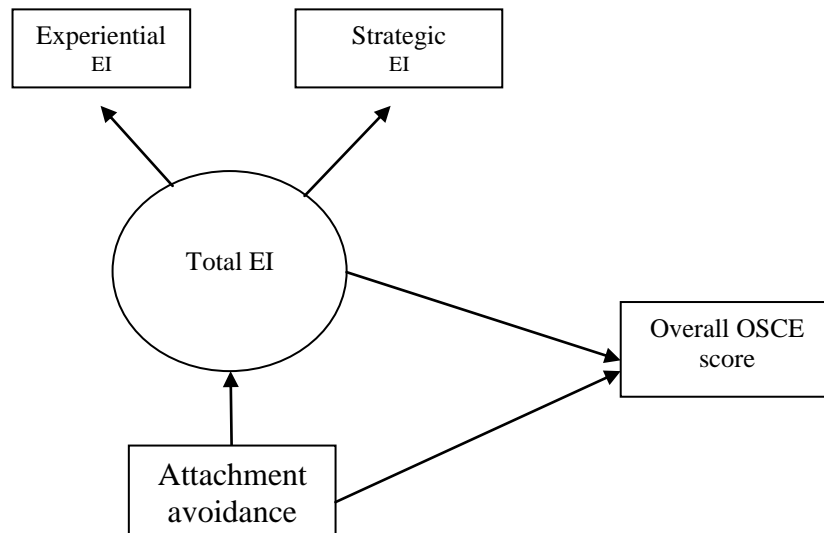 Experiential
EI
Strategic
EI
Total EI
Overall OSCE
score
Attachment
avoidance